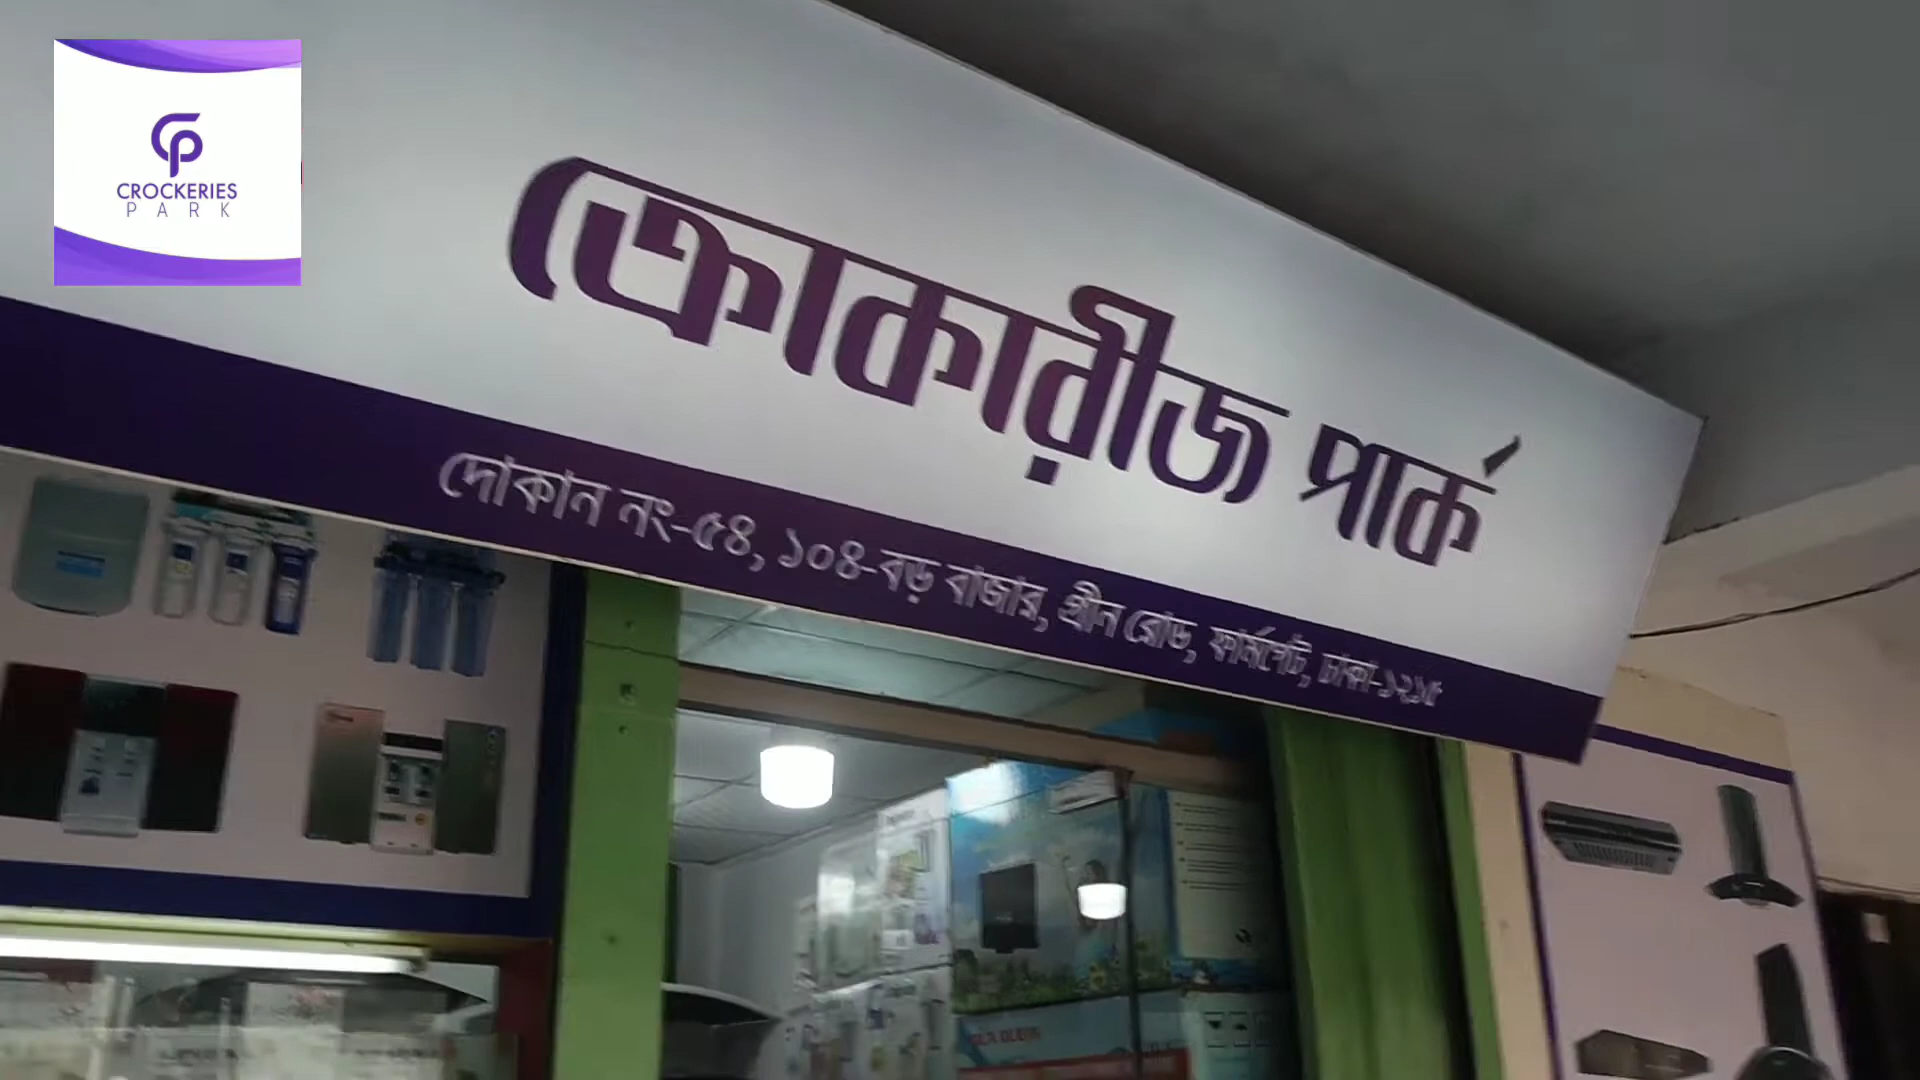 CROCKERIES
PARK
ক্রোকারীজ পার্ক
দোকান নং-৫৪, ১০৪-বড় বাজার, গ্রীন রোড, ফার্মগেট, ঢাকা-১২১৫